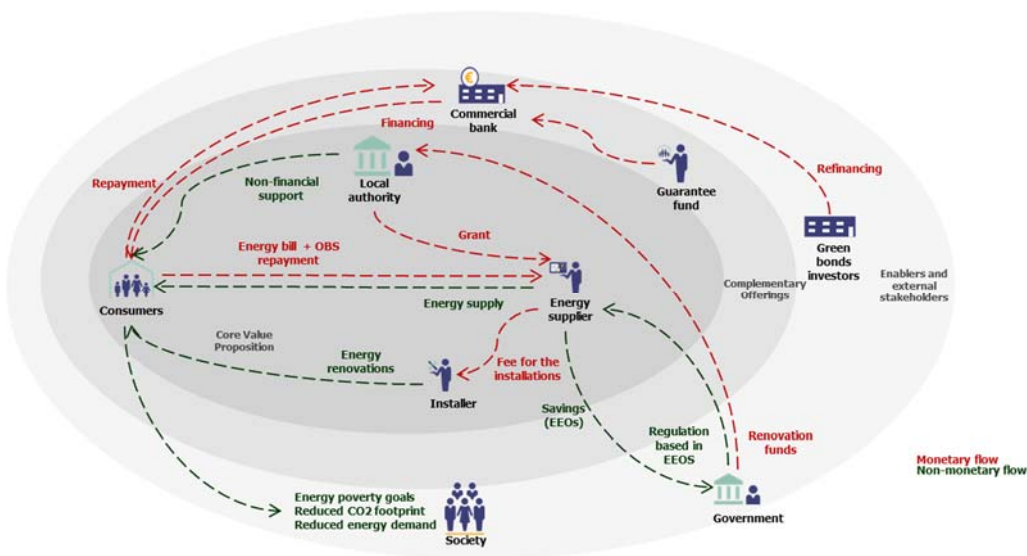 Commercial
bank
Financing
Repayment
Non-financial
support
Local
authority
Guarantee
fund
Refinancing
Grant
Energy bill + OBS
repayment
Green
bonds
investors
Enablers and
external
stakeholders
Complementary
Offerings
Energy supply
Energy
supplier
Consumers
Core Value
Proposition
Energy
renovations
Fee for the
installations
Installer
Savings
(EEOs)
Regulation
based in
EEOS
Renovation
funds
Monetary flow
Non-monetary flow
Energy poverty goals
Reduced CO2 footprint
Reduced energy demand
Society
Government
€